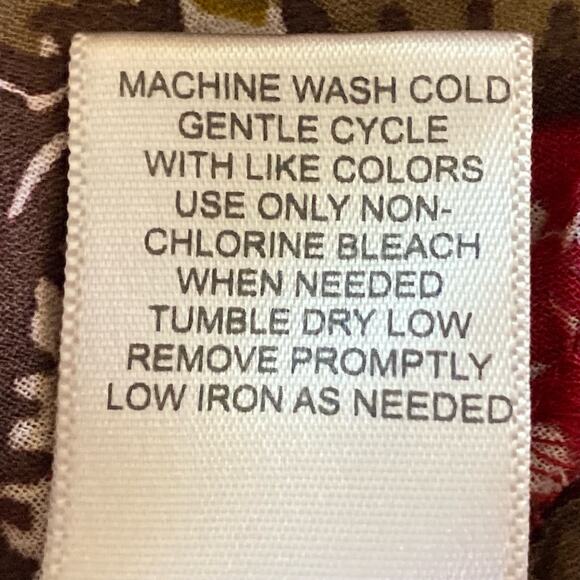 MACHINE WASH COLD
GENTLE CYCLE
WITH LIKE COLORS
USE ONLY NON-
CHLORINE BLEACH
WHEN NEEDED
TUMBLE DRY LOW
REMOVE PROMPTLY
LOW IRON AS NEEDED